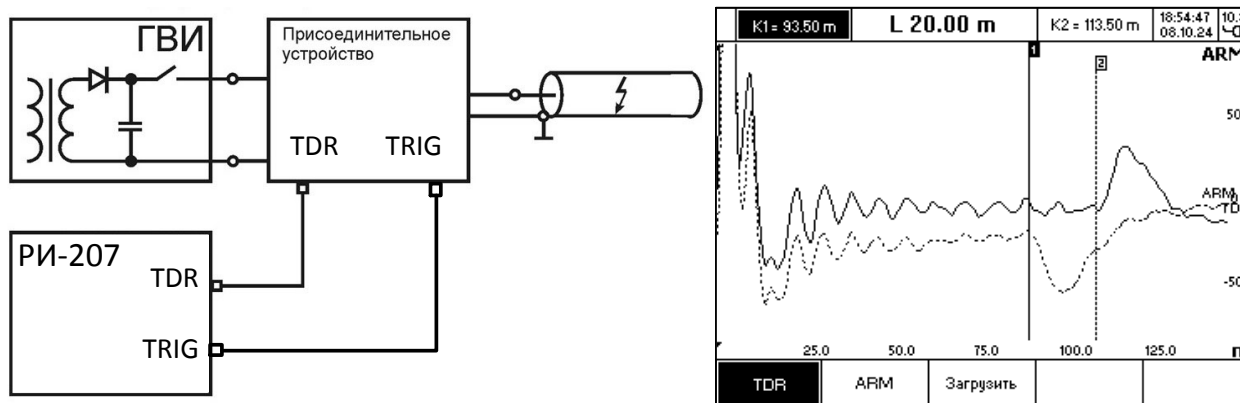 ГВИ
Присоединительное
устройство
TDR TRIG
РИ-207
TDR
TRIG
K1 = 93.50 m
L 20.00 m
K2 = 113.50 m
18:54:47
08.10.24
1
2
ARM
50
ARM
0
TD
-50
25.0 50.0 75.0 100.0 125.0
TDR
ARM
Загрузить